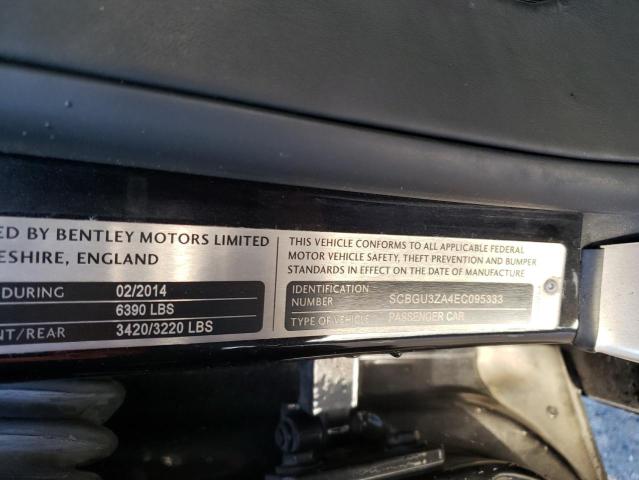 ED BY BENTLEY MOTORS LIMITED
ESHIRE, ENGLAND
DURING 02/2014
6390 LBS
NT/REAR 3420/3220 LBS
THIS VEHICLE CONFORMS TO ALL APPLICABLE FEDERAL
MOTOR VEHICLE SAFETY, THEFT PREVENTION AND BUMPER
STANDARDS IN EFFECT ON THE DATE OF MANUFACTURE
IDENTIFICATION
NUMBER SCBGU3ZA4EC095333
TYPE OF VEHICLE PASSENGER CAR